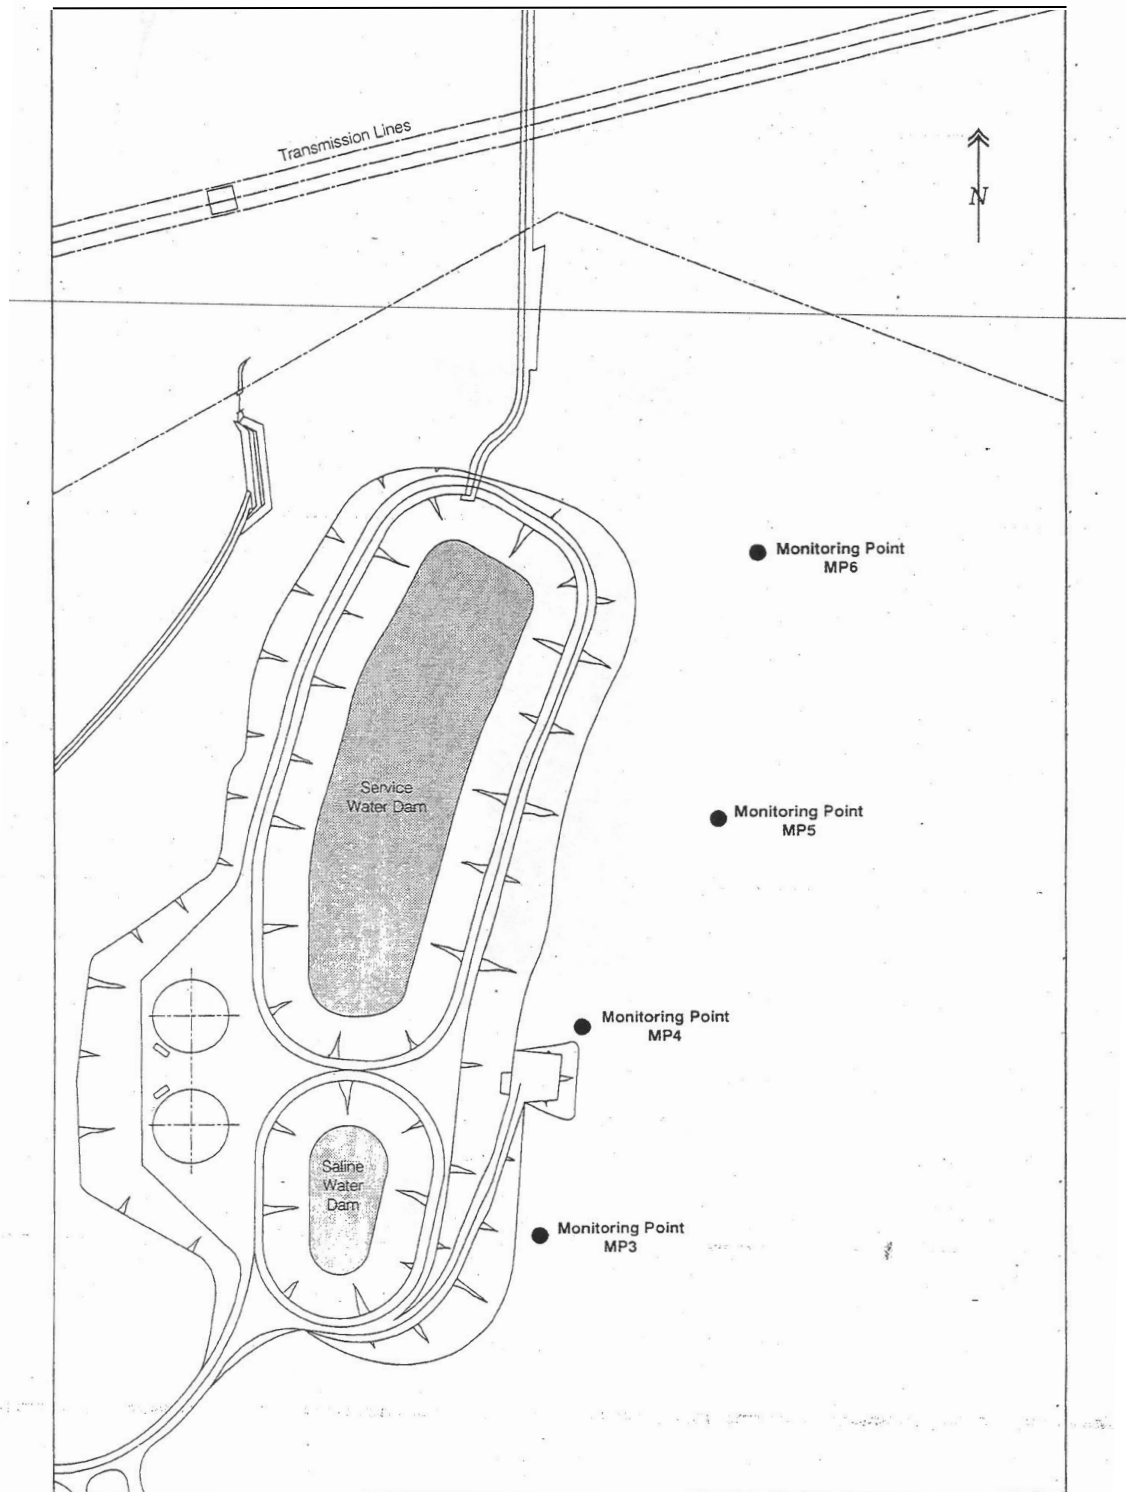 Transmission Lines
N
Monitoring Point
MP6
Service
Water Dam
Monitoring Point
MP5
Monitoring Point
MP4
Saline
Water
Dam
Monitoring Point
MP3